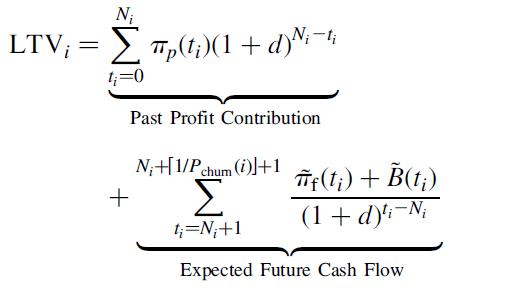 LTV_i = \sum_{t_i=0}^{N_i} \pi_p(t_i)(1 + d)^{N_i-t_i}
Past Profit Contribution
+ \sum_{t_i=N_i+1}^{N_i+\lceil 1/P_{chum}(i)\rceil+1} \frac{\tilde{\pi}_f(t_i) + \tilde{B}(t_i)}{(1 + d)^{t_i-N_i}}
Expected Future Cash Flow